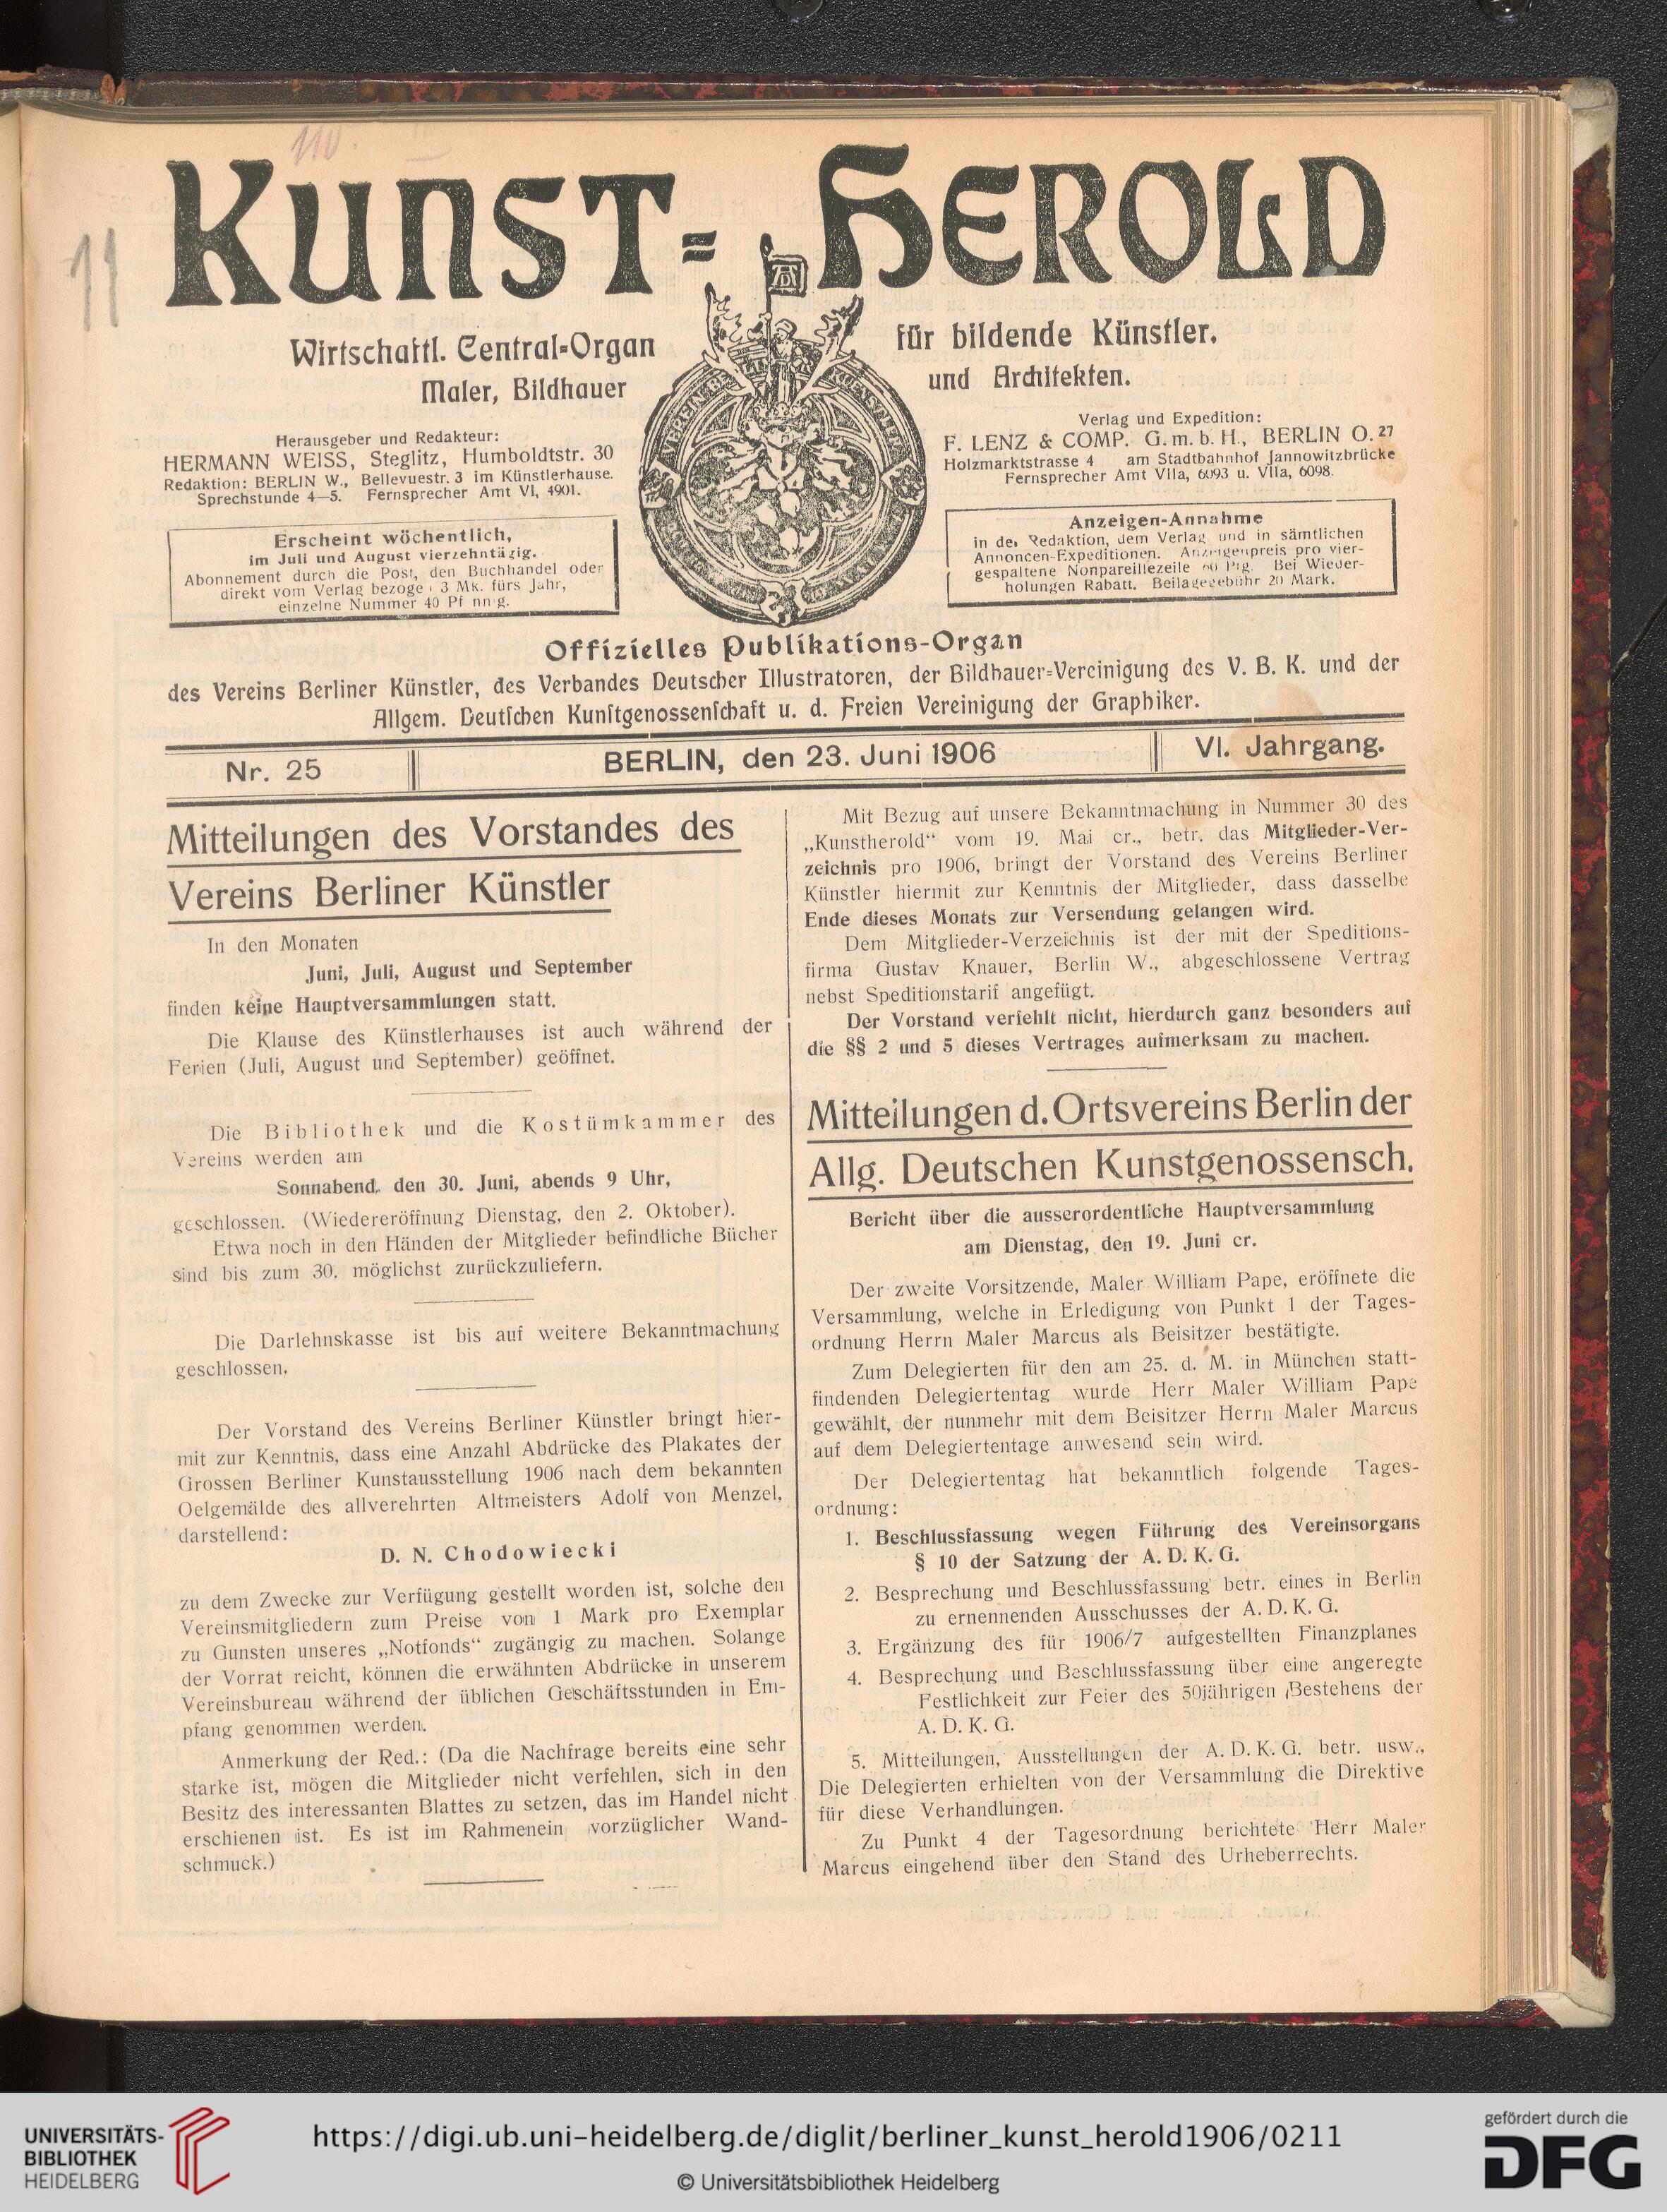 110.
11
KUNST=HEROLD
Wirtschaftl. Central=Organ
für bildende Künstler,
Maler, Bildhauer
und Architekten.
Herausgeber und Redakteur:
HERMANN WEISS, Steglitz, Humboldtstr. 30
Redaktion: BERLIN W., Bellevuestr. 3 im Künstlerhause.
Sprechstunde 4—5. Fernsprecher Amt VI, 4901.
Verlag und Expedition:
F. LENZ & COMP. G. m. b. H., BERLIN O. 27
Holzmarktstrasse 4 am Stadtbahnhof Jannowitzbrücke
Fernsprecher Amt VIIa, 6093 u. VIIa, 6098.
Erscheint wöchentlich,
im Juli und August vierzehntägig.
Abonnement durch die Post, den Buchhandel oder
direkt vom Verlag bezoge 3 Mk. fürs Jahr,
einzelne Nummer 40 Pf nn g.
Anzeigen-Annahme
in der Redaktion, dem Verlag und in sämtlichen
Annoncen-Expeditionen. Anzeigenpreis pro vier-
gespaltene Nonpareillezeile 60 Pfg. Bei Wieder-
holungen Rabatt. Beilagegebühr 20 Mark.
Offizielles Publikations-Organ
des Vereins Berliner Künstler, des Verbandes Deutscher Illustratoren, der Bildhauer=Vereinigung des V. B. K. und der
Allgem. Deutschen Kunstgenossenschaft u. d. Freien Vereinigung der Graphiker.
Nr. 25
BERLIN, den 23. Juni 1906
VI. Jahrgang.
Mitteilungen des Vorstandes des
Vereins Berliner Künstler
In den Monaten
Juni, Juli, August und September
finden keine Hauptversammlungen statt.
Die Klause des Künstlerhauses ist auch während der
Ferien (Juli, August und September) geöffnet.
Die Bibliothek und die Kostümkammer des
Vereins werden am
Sonnabend, den 30. Juni, abends 9 Uhr,
geschlossen. (Wiedereröffnung Dienstag, den 2. Oktober).
Etwa noch in den Händen der Mitglieder befindliche Bücher
sind bis zum 30. möglichst zurückzuliefern.
Die Darlehnskasse ist bis auf weitere Bekanntmachung
geschlossen.
Der Vorstand des Vereins Berliner Künstler bringt hier-
mit zur Kenntnis, dass eine Anzahl Abdrücke des Plakates der
Grossen Berliner Kunstausstellung 1906 nach dem bekannten
Oelgemälde des allverehrten Altmeisters Adolf von Menzel,
darstellend:
D. N. Chodowiecki
zu dem Zwecke zur Verfügung gestellt worden ist, solche den
Vereinsmitgliedern zum Preise von 1 Mark pro Exemplar
zu Gunsten unseres „Notfonds“ zugängig zu machen. Solange
der Vorrat reicht, können die erwähnten Abdrücke in unserem
Vereinsbureau während der üblichen Geschäftsstunden in Em-
pfang genommen werden.
Anmerkung der Red.: (Da die Nachfrage bereits eine sehr
starke ist, mögen die Mitglieder nicht verfehlen, sich in den
Besitz des interessanten Blattes zu setzen, das im Handel nicht
erschienen ist. Es ist im Rahmenein vorzüglicher Wand-
schmuck.)
Mit Bezug auf unsere Bekanntmachung in Nummer 30 des
„Kunstherold“ vom 19. Mai cr., betr. das Mitglieder-Ver-
zeichnis pro 1906, bringt der Vorstand des Vereins Berliner
Künstler hiermit zur Kenntnis der Mitglieder, dass dasselbe
Ende dieses Monats zur Versendung gelangen wird.
Dem Mitglieder-Verzeichnis ist der mit der Speditions-
firma Gustav Knauer, Berlin W., abgeschlossene Vertrag
nebst Speditionstarif angefügt.
Der Vorstand verfehlt nicht, hierdurch ganz besonders auf
die §§ 2 und 5 dieses Vertrages aufmerksam zu machen.
Mitteilungen d. Ortsvereins Berlin der
Allg. Deutschen Kunstgenossensch.
Bericht über die ausserordentliche Hauptversammlung
am Dienstag, den 19. Juni cr.
Der zweite Vorsitzende, Maler William Pape, eröffnete die
Versammlung, welche in Erledigung von Punkt 1 der Tages-
ordnung Herrn Maler Marcus als Beisitzer bestätigte.
Zum Delegierten für den am 25. d. M. in München statt-
findenden Delegiertentag wurde Herr Maler William Pape
gewählt, der nunmehr mit dem Beisitzer Herrn Maler Marcus
auf dem Delegiertentage anwesend sein wird.
Der Delegiertentag hat bekanntlich folgende Tages-
ordnung:
1. Beschlussfassung wegen Führung des Vereinsorgans
§ 10 der Satzung der A. D. K. G.
2. Besprechung und Beschlussfassung betr. eines in Berlin
zu ernennenden Ausschusses der A. D. K. G.
3. Ergänzung des für 1906/7 aufgestellten Finanzplanes
4. Besprechung und Beschlussfassung über eine angeregte
Festlichkeit zur Feier des 50jährigen Bestehens der
A. D. K. G.
5. Mitteilungen, Ausstellungen der A. D. K. G. betr. usw.,
Die Delegierten erhielten von der Versammlung die Direktive
für diese Verhandlungen.
Zu Punkt 4 der Tagesordnung berichtete Herr Maler
Marcus eingehend über den Stand des Urheberrechts.
UNIVERSITÄTS-
BIBLIOTHEK
HEIDELBERG
https://digi.ub.uni-heidelberg.de/diglit/berliner_kunst_herold1906/0211
© Universitätsbibliothek Heidelberg
gefördert durch die
DFG